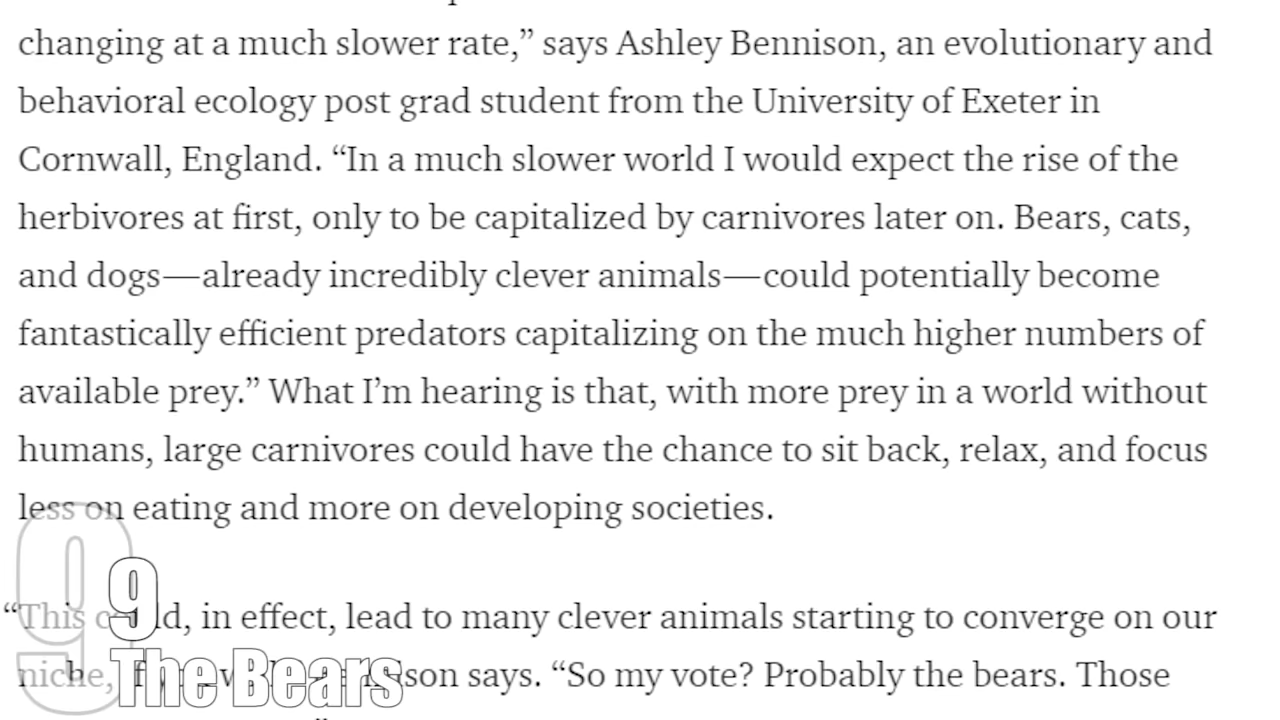 changing at a much slower rate,” says Ashley Bennison, an evolutionary and
behavioral ecology post grad student from the University of Exeter in
Cornwall, England. “In a much slower world I would expect the rise of the
herbivores at first, only to be capitalized by carnivores later on. Bears, cats,
and dogs—already incredibly clever animals—could potentially become
fantastically efficient predators capitalizing on the much higher numbers of
available prey.” What I’m hearing is that, with more prey in a world without
humans, large carnivores could have the chance to sit back, relax, and focus
less on eating and more on developing societies.
9
9
“This in effect, lead to many clever animals starting to converge on our
niche, says. “So my vote? Probably the bears. Those
The Bears